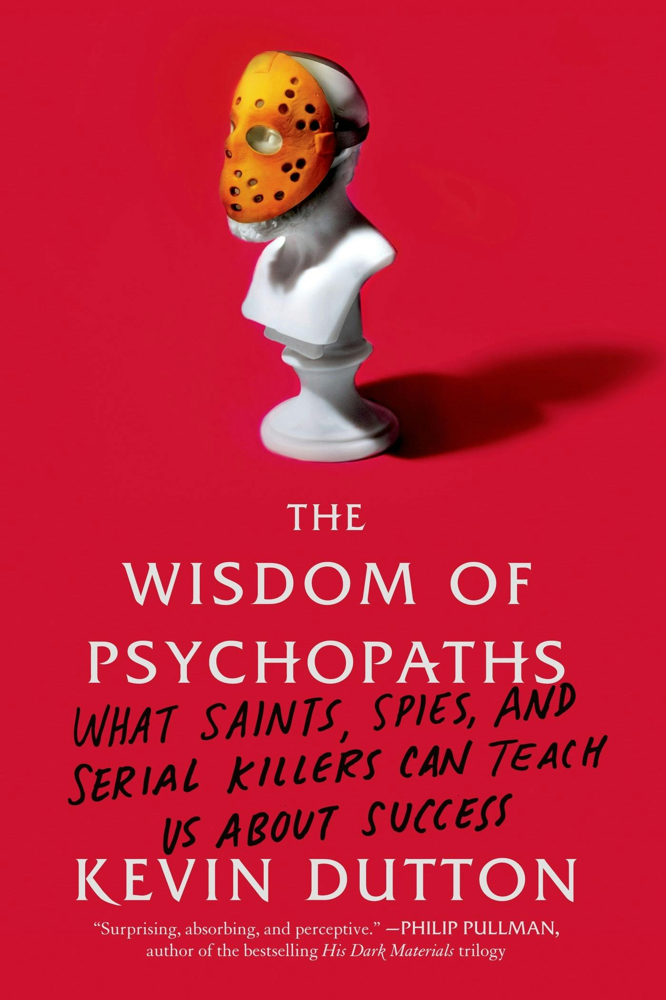 THE
WISDOM OF
PSYCHOPATHS
WHAT SAINTS, SPIES, AND
SERIAL KILLERS CAN TEACH
US ABOUT SUCCESS
KEVIN DUTTON
“Surprising, absorbing, and perceptive.” —PHILIP PULLMAN,
author of the bestselling His Dark Materials trilogy